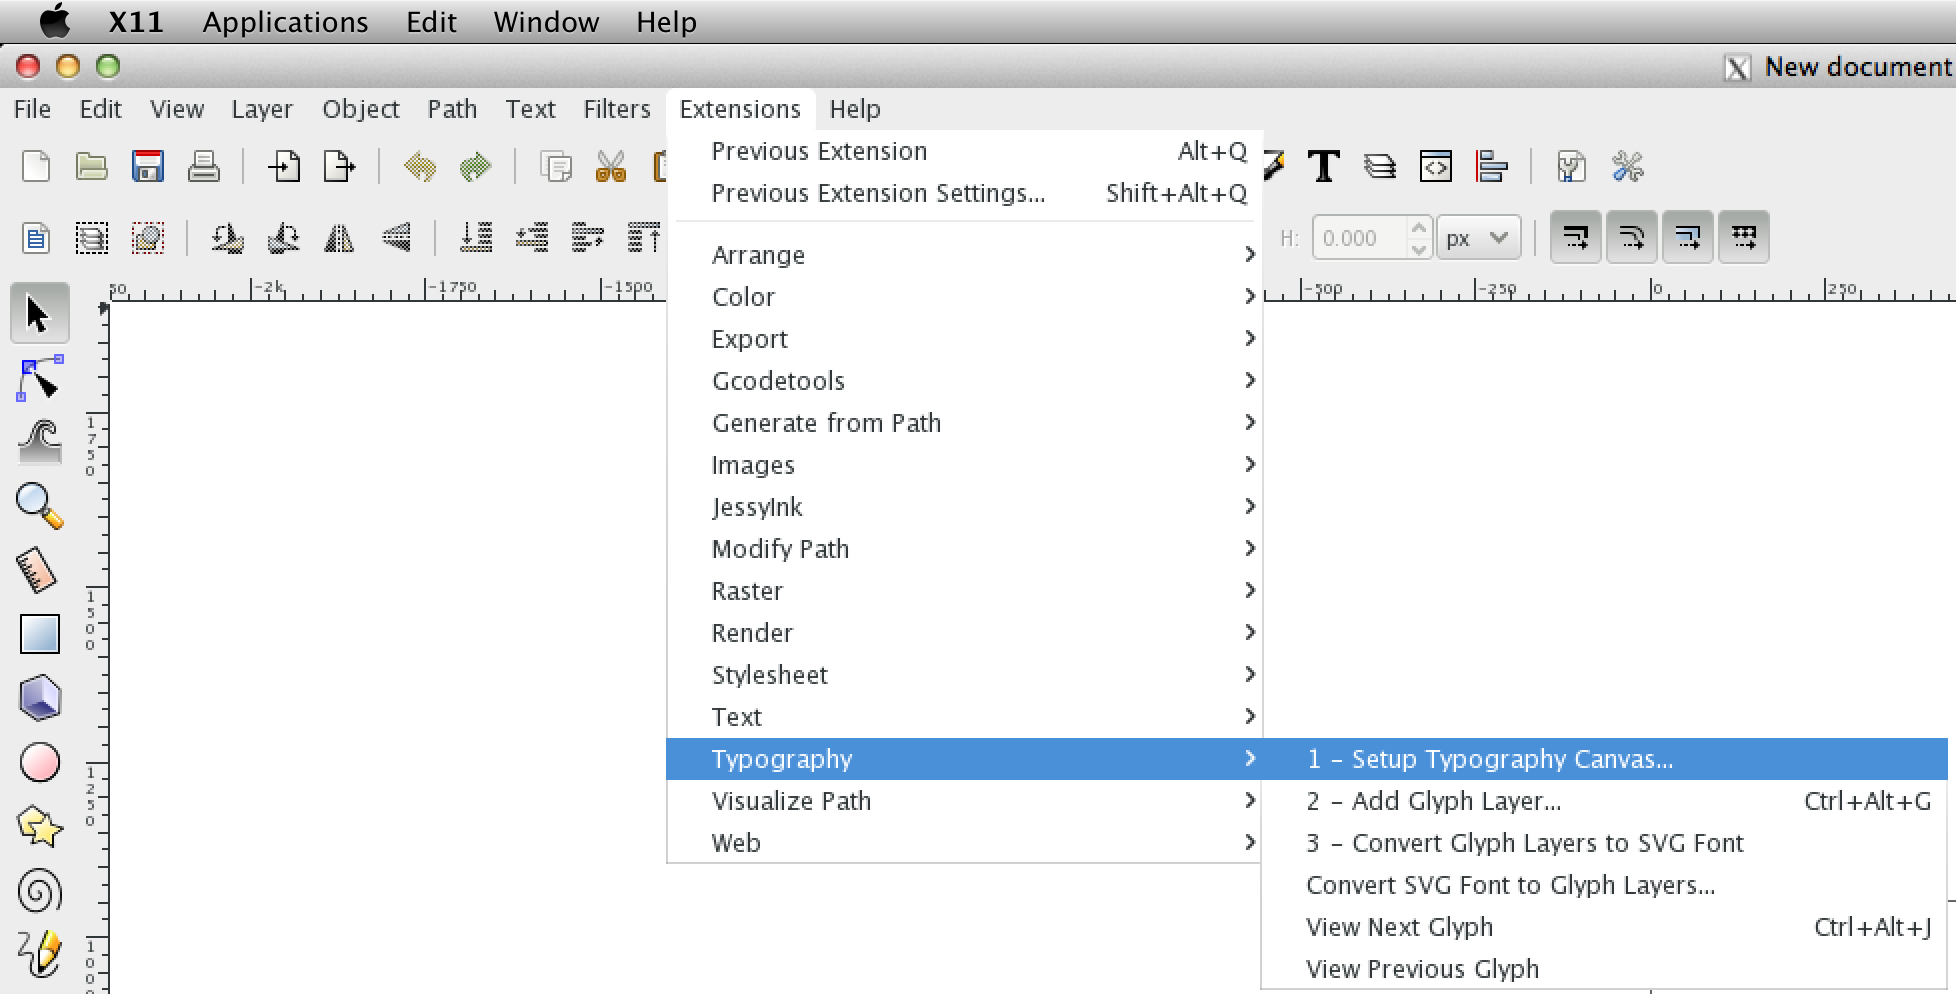 X11 Applications Edit Window Help
New document
File Edit View Layer Object Path Text Filters Extensions Help
Previous Extension Alt+Q
Previous Extension Settings... Shift+Alt+Q
H: 0.000 px
50 -2k -1750 -1500 -500 -250 0 250
Arrange
Color
Export
Gcodetools
Generate from Path
Images
JessyInk
Modify Path
Raster
Render
Stylesheet
Text
Typography
Visualize Path
Web
1 - Setup Typography Canvas...
2 - Add Glyph Layer... Ctrl+Alt+G
3 - Convert Glyph Layers to SVG Font
Convert SVG Font to Glyph Layers...
View Next Glyph Ctrl+Alt+J
View Previous Glyph
1750
1500
1250
1000